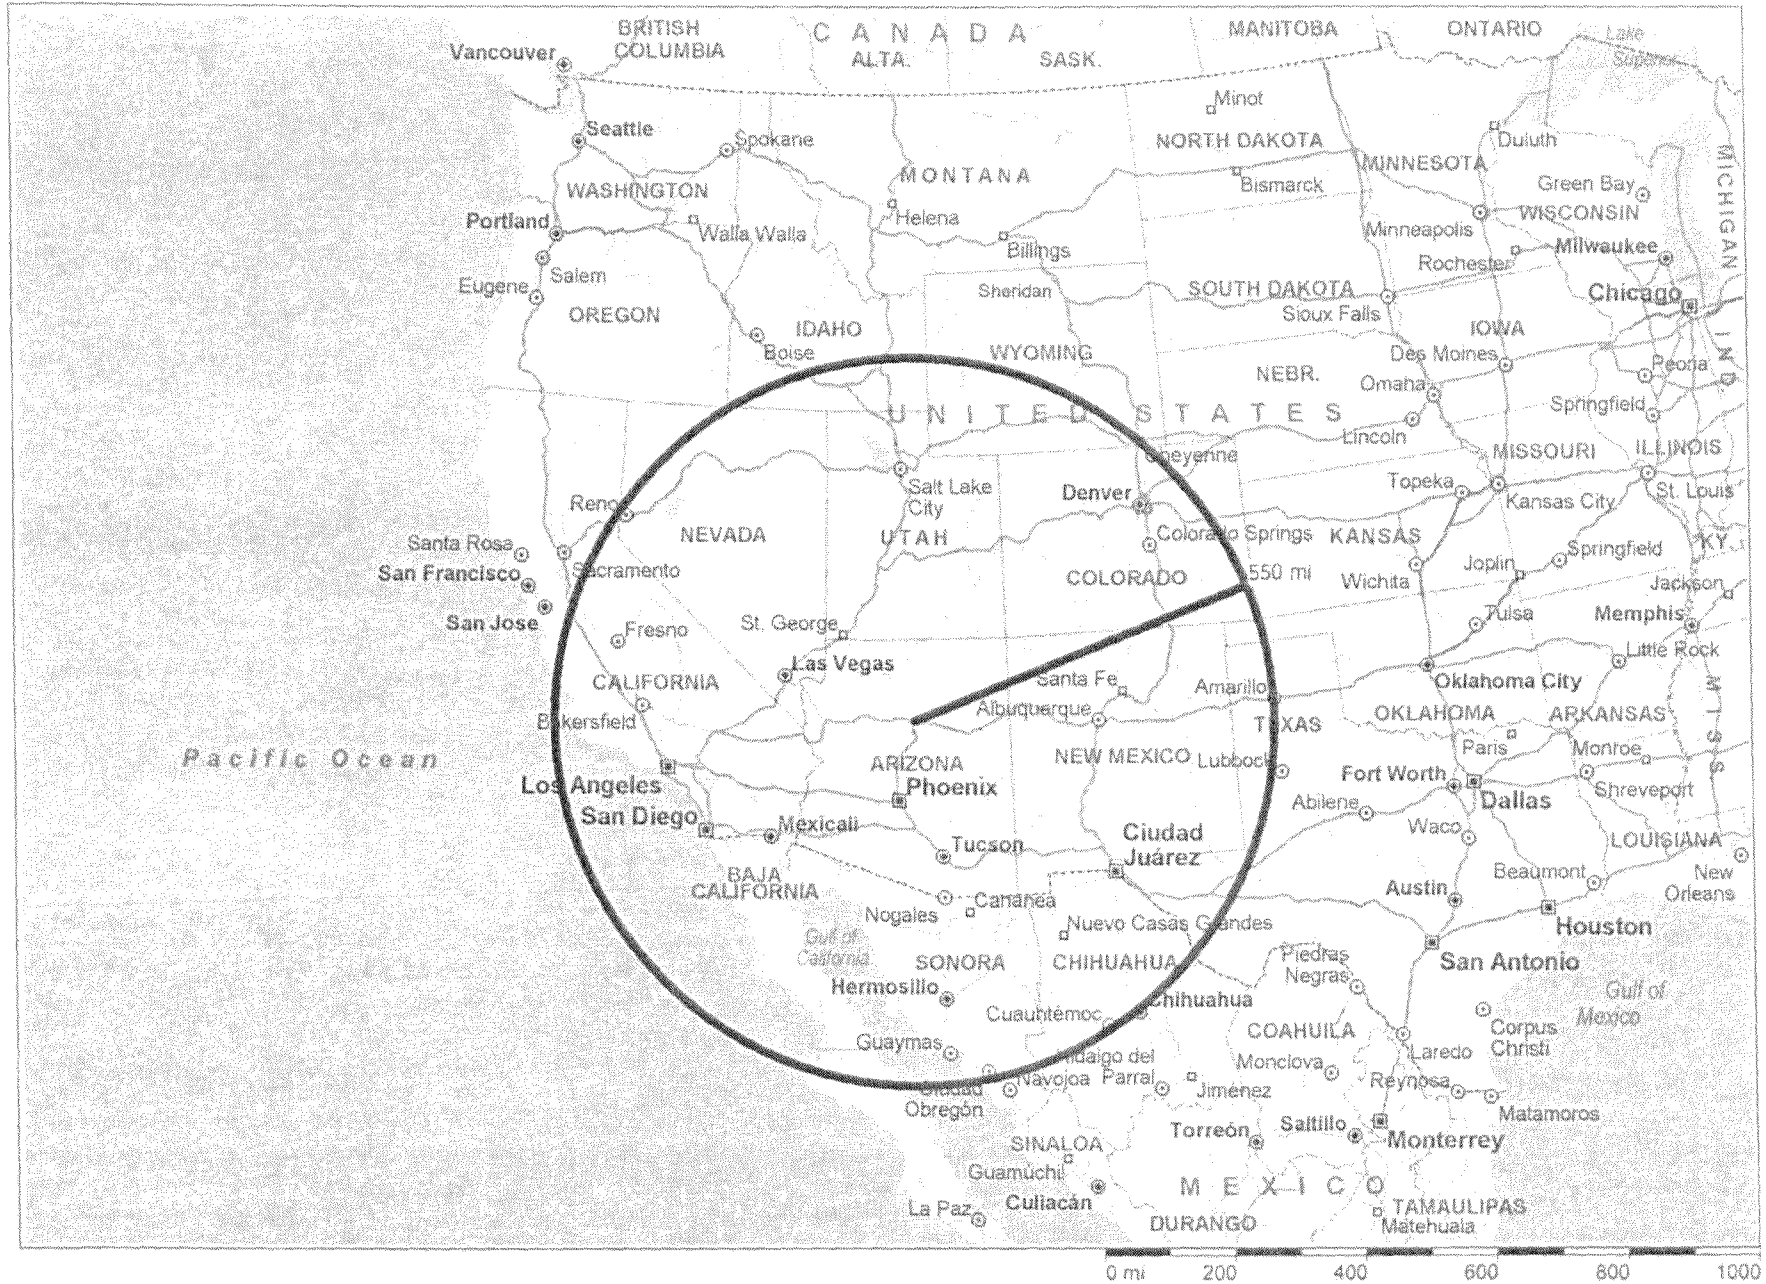 BRITISH
COLUMBIA
CANADA
ALTA.
SASK.
MANITOBA
ONTARIO
Lake
Superior
Vancouver
Minot
Seattle
Spokane
NORTH DAKOTA
Duluth
MINNESOTA
MICHIGAN
WASHINGTON
MONTANA
Bismarck
Green Bay
Portland
Walla Walla
Helena
WISCONSIN
Minneapolis
Billings
Rochester
Milwaukee
Salem
Eugene
Sheridan
SOUTH DAKOTA
Chicago
OREGON
IDAHO
Sioux Falls
IOWA
IND.
Boise
WYOMING
Des Moines
Peoria
NEBR.
Omaha
UNITED STATES
Springfield
Lincoln
Cheyenne
MISSOURI
ILLINOIS
Salt Lake
City
Denver
Topeka
Kansas City
St. Louis
Reno
NEVADA
UTAH
Colorado Springs
KANSAS
KY.
Santa Rosa
Springfield
San Francisco
Sacramento
COLORADO
550 mi
Wichita
Joplin
Jackson
San Jose
Fresno
St. George
Tulsa
Memphis
Las Vegas
Little Rock
CALIFORNIA
Santa Fe
Amarillo
Oklahoma City
Bakersfield
Albuquerque
TEXAS
OKLAHOMA
ARKANSAS
MISS
Pacific Ocean
ARIZONA
NEW MEXICO
Lubbock
Paris
Monroe
Los Angeles
Phoenix
Fort Worth
Dallas
Shreveport
San Diego
Mexicali
Abilene
Tucson
Ciudad
Juárez
Waco
LOUISIANA
BAJA
CALIFORNIA
Austin
Beaumont
New
Orleans
Nogales
Cananea
Nuevo Casas Grandes
Houston
Gulf of
California
SONORA
CHIHUAHUA
Piedras
Negras
San Antonio
Hermosillo
Chihuahua
Gulf of
Mexico
Cuauhtémoc
COAHUILA
Corpus
Christi
Guaymas
Hidalgo del
Parral
Monclova
Laredo
Ciudad
Obregón
Navojoa
Jiménez
Reynosa
Matamoros
SINALOA
Torreón
Saltillo
Monterrey
Guamúchil
Culiacán
MEXICO
La Paz
DURANGO
TAMAULIPAS
Matehuala
0 mi 200 400 600 800 1000